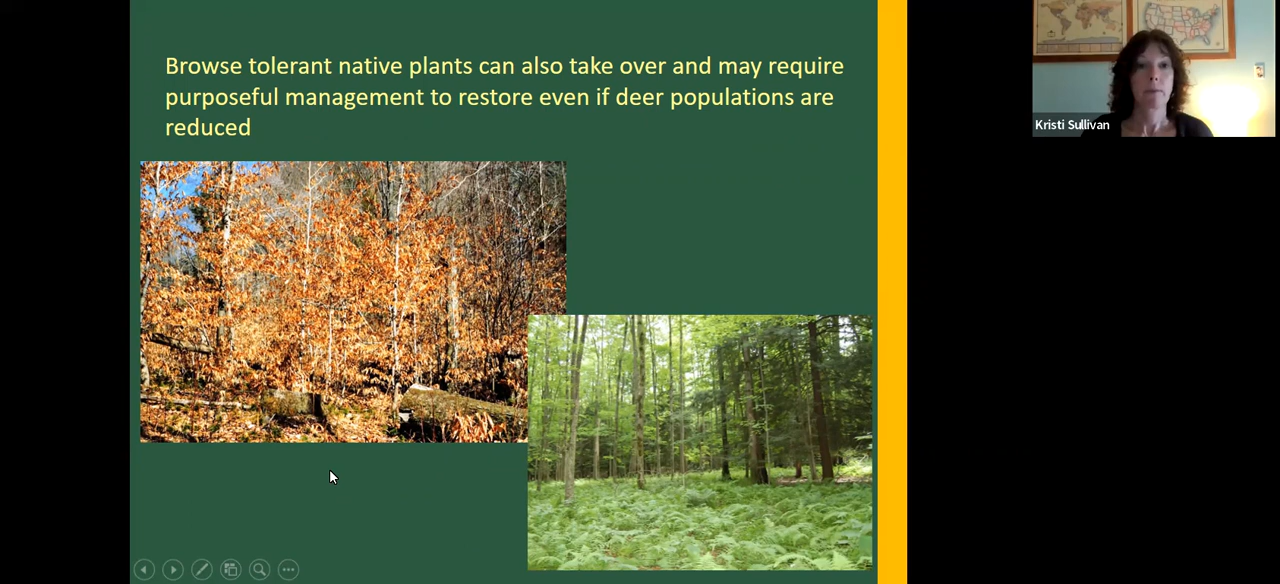 Browse tolerant native plants can also take over and may require
purposeful management to restore even if deer populations are
reduced
Kristi Sullivan